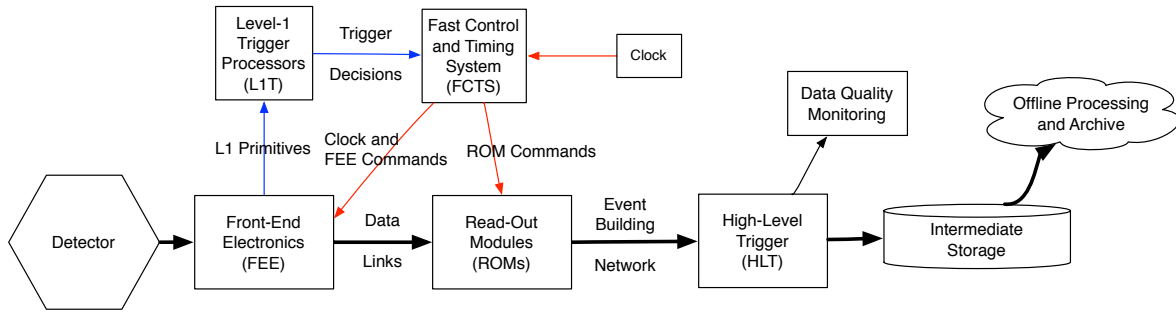 Level-1
Trigger
Processors
(L1T)
Trigger
Decisions
Fast Control
and Timing
System
(FCTS)
Clock
Data Quality
Monitoring
Offline Processing
and Archive
L1 Primitives
Clock and
FEE Commands
ROM Commands
Detector
Front-End
Electronics
(FEE)
Data
Links
Read-Out
Modules
(ROMs)
Event
Building
Network
High-Level
Trigger
(HLT)
Intermediate
Storage